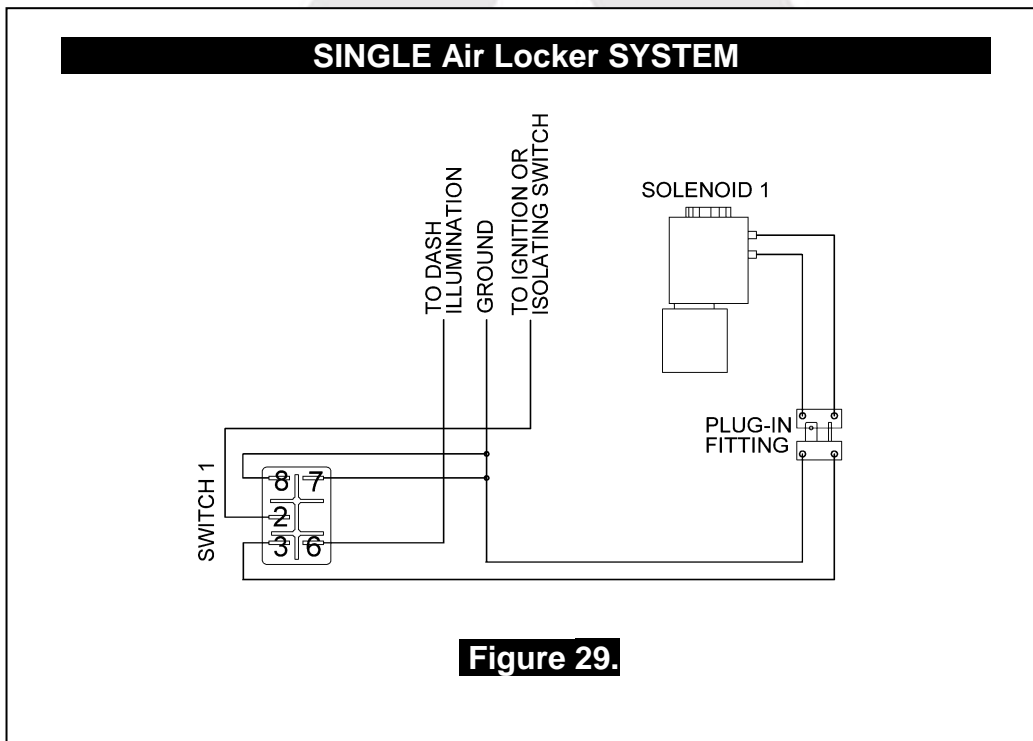 SINGLE Air Locker SYSTEM
TO DASH
ILLUMINATION
GROUND
TO IGNITION OR
ISOLATING SWITCH
SOLENOID 1
PLUG-IN
FITTING
SWITCH 1
8 7
2
3 6
Figure 29.